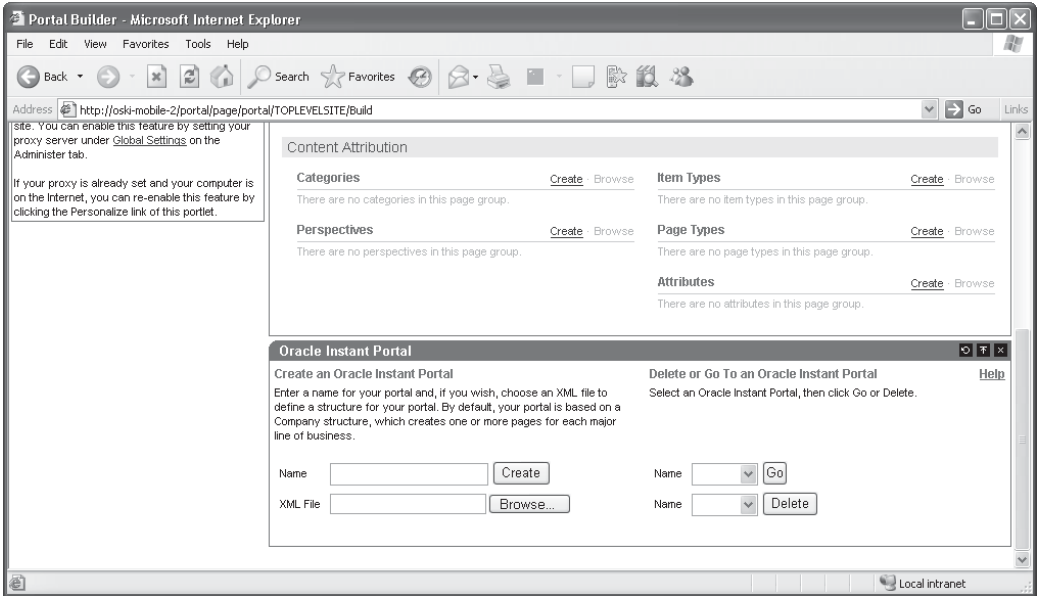 Portal Builder - Microsoft Internet Explorer
File Edit View Favorites Tools Help
Back Search Favorites
Address http://oski-mobile-2/portal/page/portal/TOPLEVELSITE/Build Go Links
site. You can enable this feature by setting your
proxy server under Global Settings on the
Administer tab.
If your proxy is already set and your computer is
on the Internet, you can re-enable this feature by
clicking the Personalize link of this portlet.
Content Attribution
Categories Create - Browse
There are no categories in this page group.
Perspectives Create - Browse
There are no perspectives in this page group.
Item Types Create - Browse
There are no item types in this page group.
Page Types Create - Browse
There are no page types in this page group.
Attributes Create - Browse
There are no attributes in this page group.
Oracle Instant Portal
Create an Oracle Instant Portal
Enter a name for your portal and, if you wish, choose an XML file to
define a structure for your portal. By default, your portal is based on a
Company structure, which creates one or more pages for each major
line of business.
Name Create
XML File Browse...
Delete or Go To an Oracle Instant Portal Help
Select an Oracle Instant Portal, then click Go or Delete.
Name Go
Name Delete
Local intranet